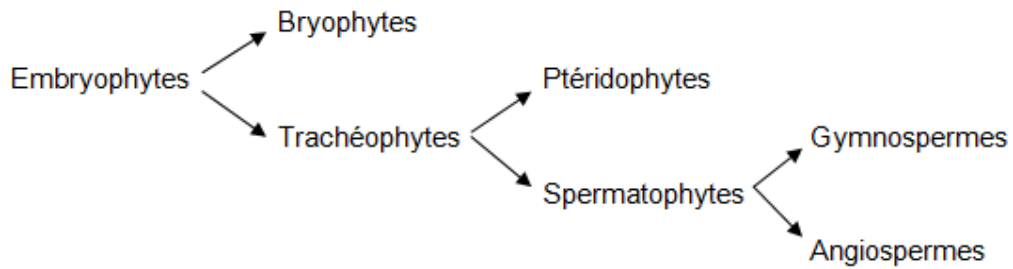 Bryophytes
Embryophytes
Ptéridophytes
Trachéophytes
Gymnospermes
Spermatophytes
Angiospermes